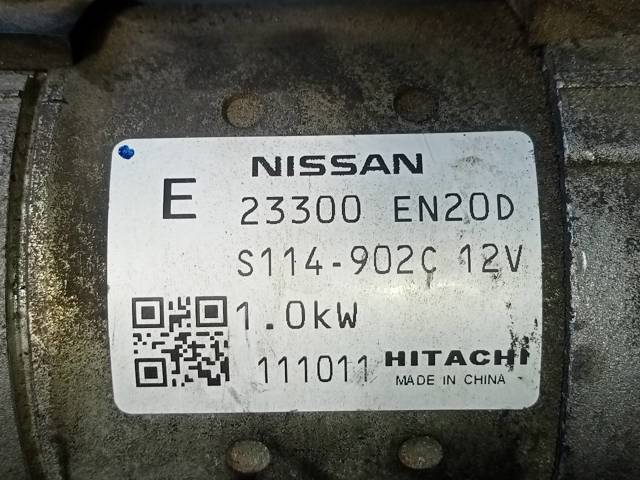 NISSAN
E 23300 EN20D
S114-902C 12V
1.0kW
111011 HITACHI
MADE IN CHINA